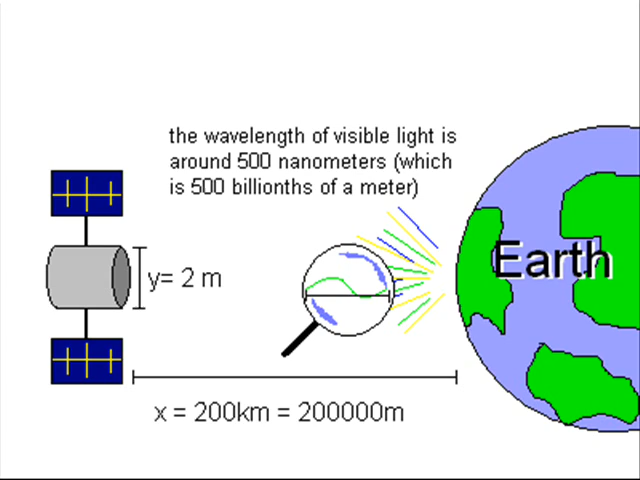 the wavelength of visible light is
around 500 nanometers (which
is 500 billionths of a meter)
Earth
y= 2 m
x = 200km = 200000m